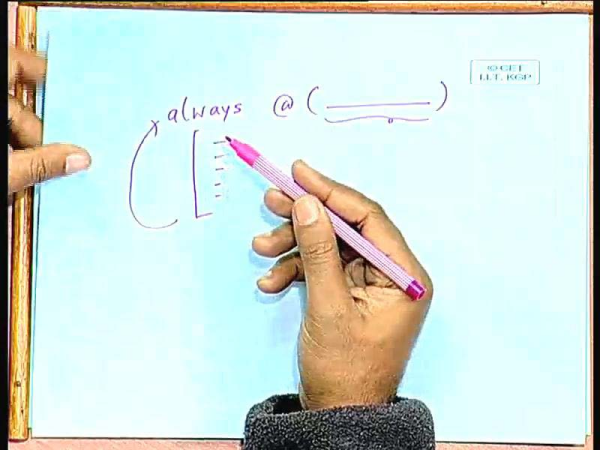 © CET
I.I.T. KGP
always @ ( )